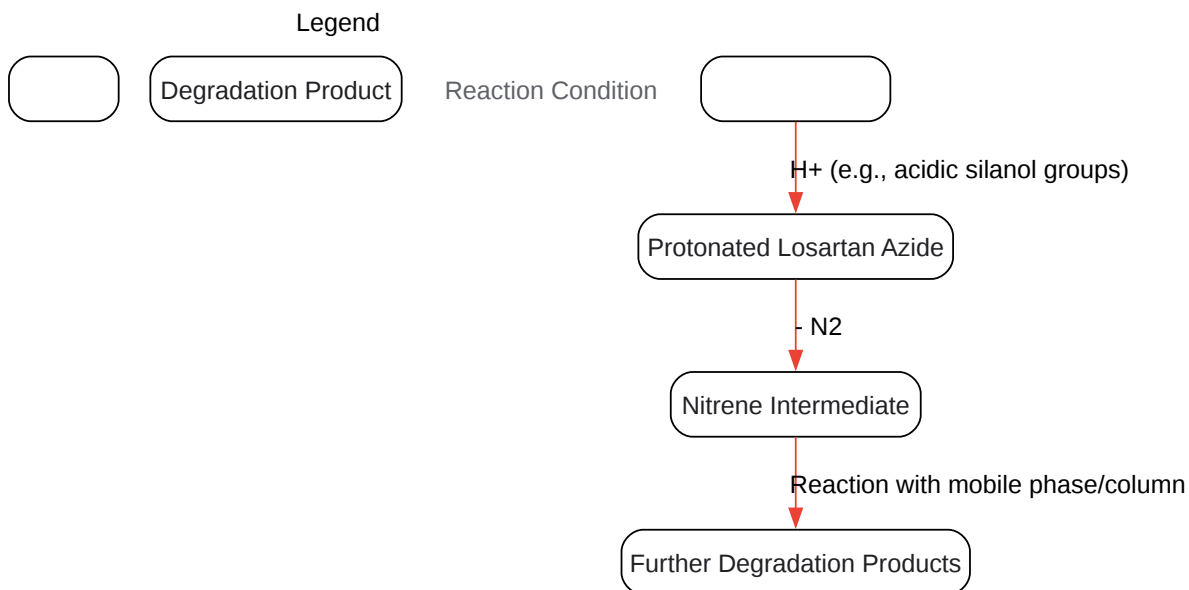 Legend
Degradation Product
Reaction Condition
H+ (e.g., acidic silanol groups)
Protonated Losartan Azide
- N2
Nitrene Intermediate
Reaction with mobile phase/column
Further Degradation Products